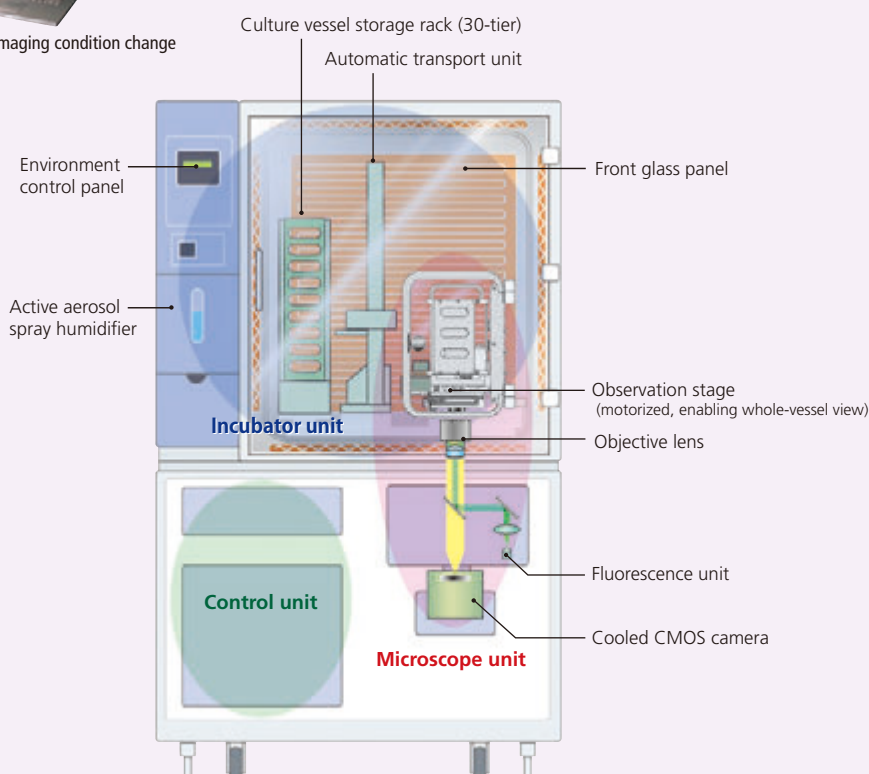 maging condition change
Culture vessel storage rack (30-tier)
Automatic transport unit
Environment
control panel
Front glass panel
Active aerosol
spray humidifier
Observation stage
(motorized, enabling whole-vessel view)
Incubator unit
Objective lens
Fluorescence unit
Control unit
Cooled CMOS camera
Microscope unit